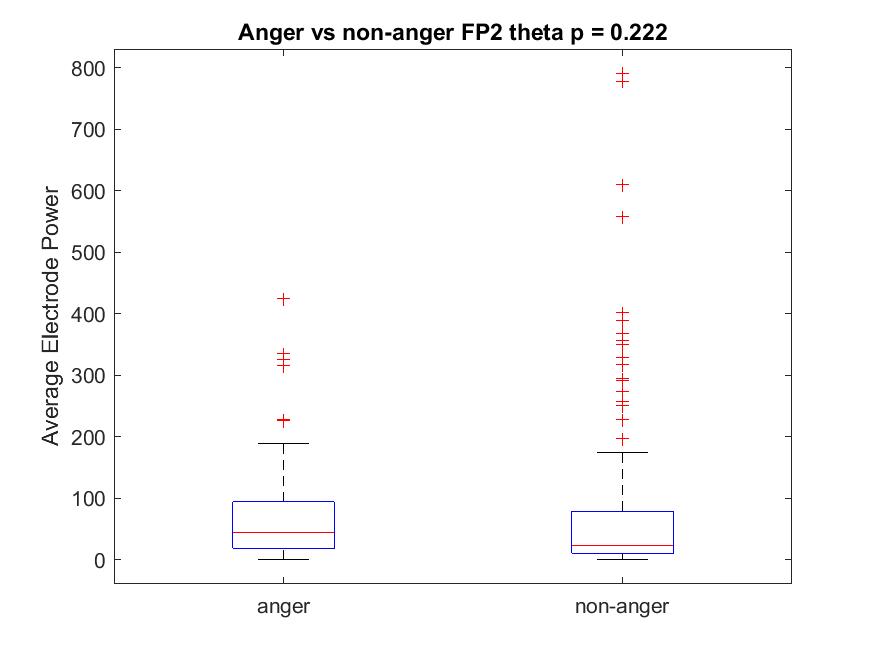 Anger vs non-anger FP2 theta p = 0.222
Average Electrode Power
800
700
600
500
400
300
200
100
0
anger
non-anger